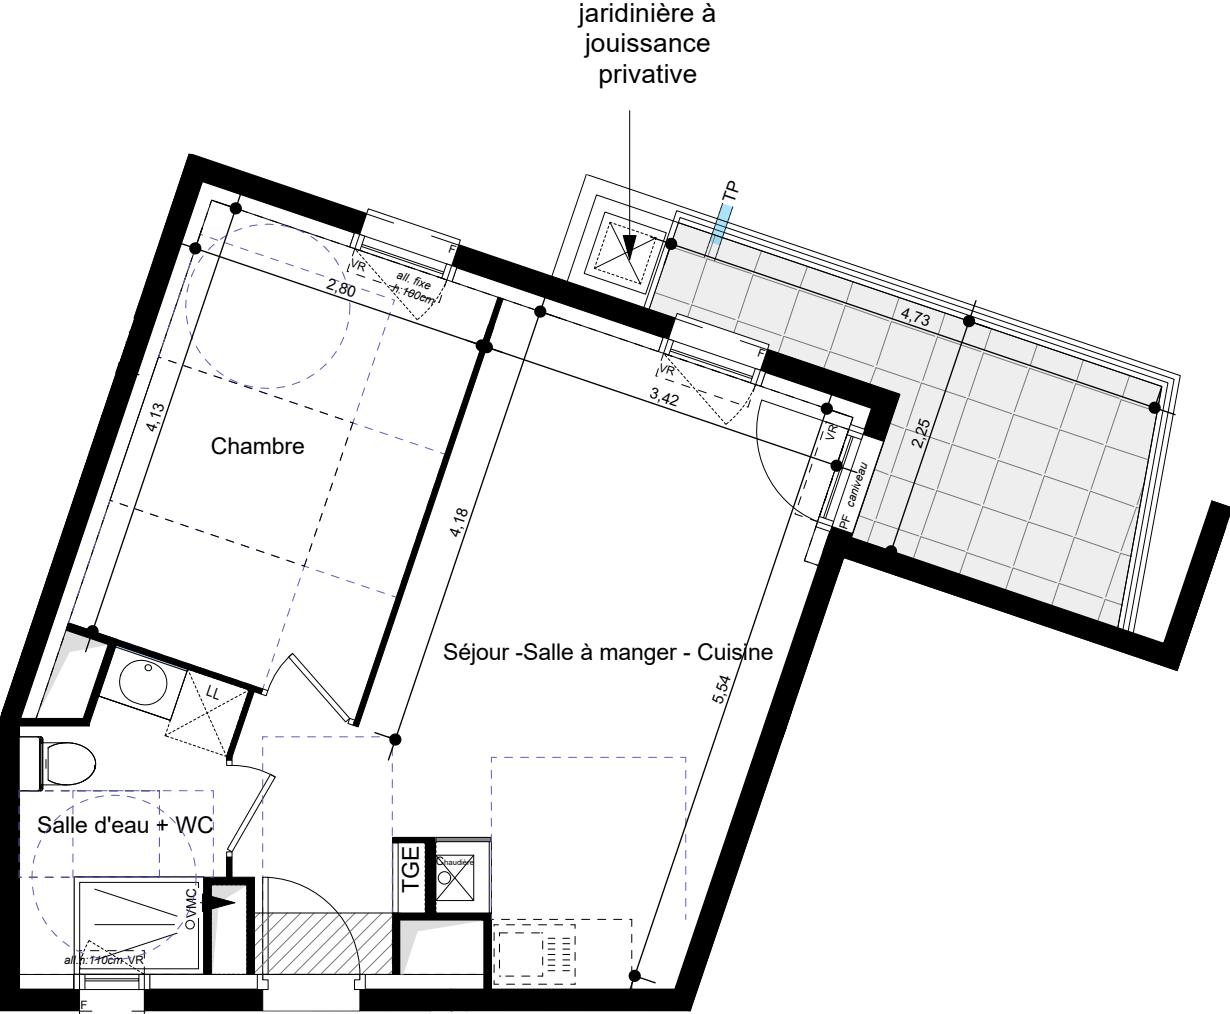 jaridinière à
jouissance
privative
TP
F
VR
all. fixe
h:100cm
2,80
4,73
F
VR
3,42
4,13
Chambre
VR
2,25
caniveau
PF
4,18
Séjour -Salle à manger - Cuisine
5,54
LL
Salle d'eau + WC
TGE
Chaudière
VMC
all.h:110cm
VR
F